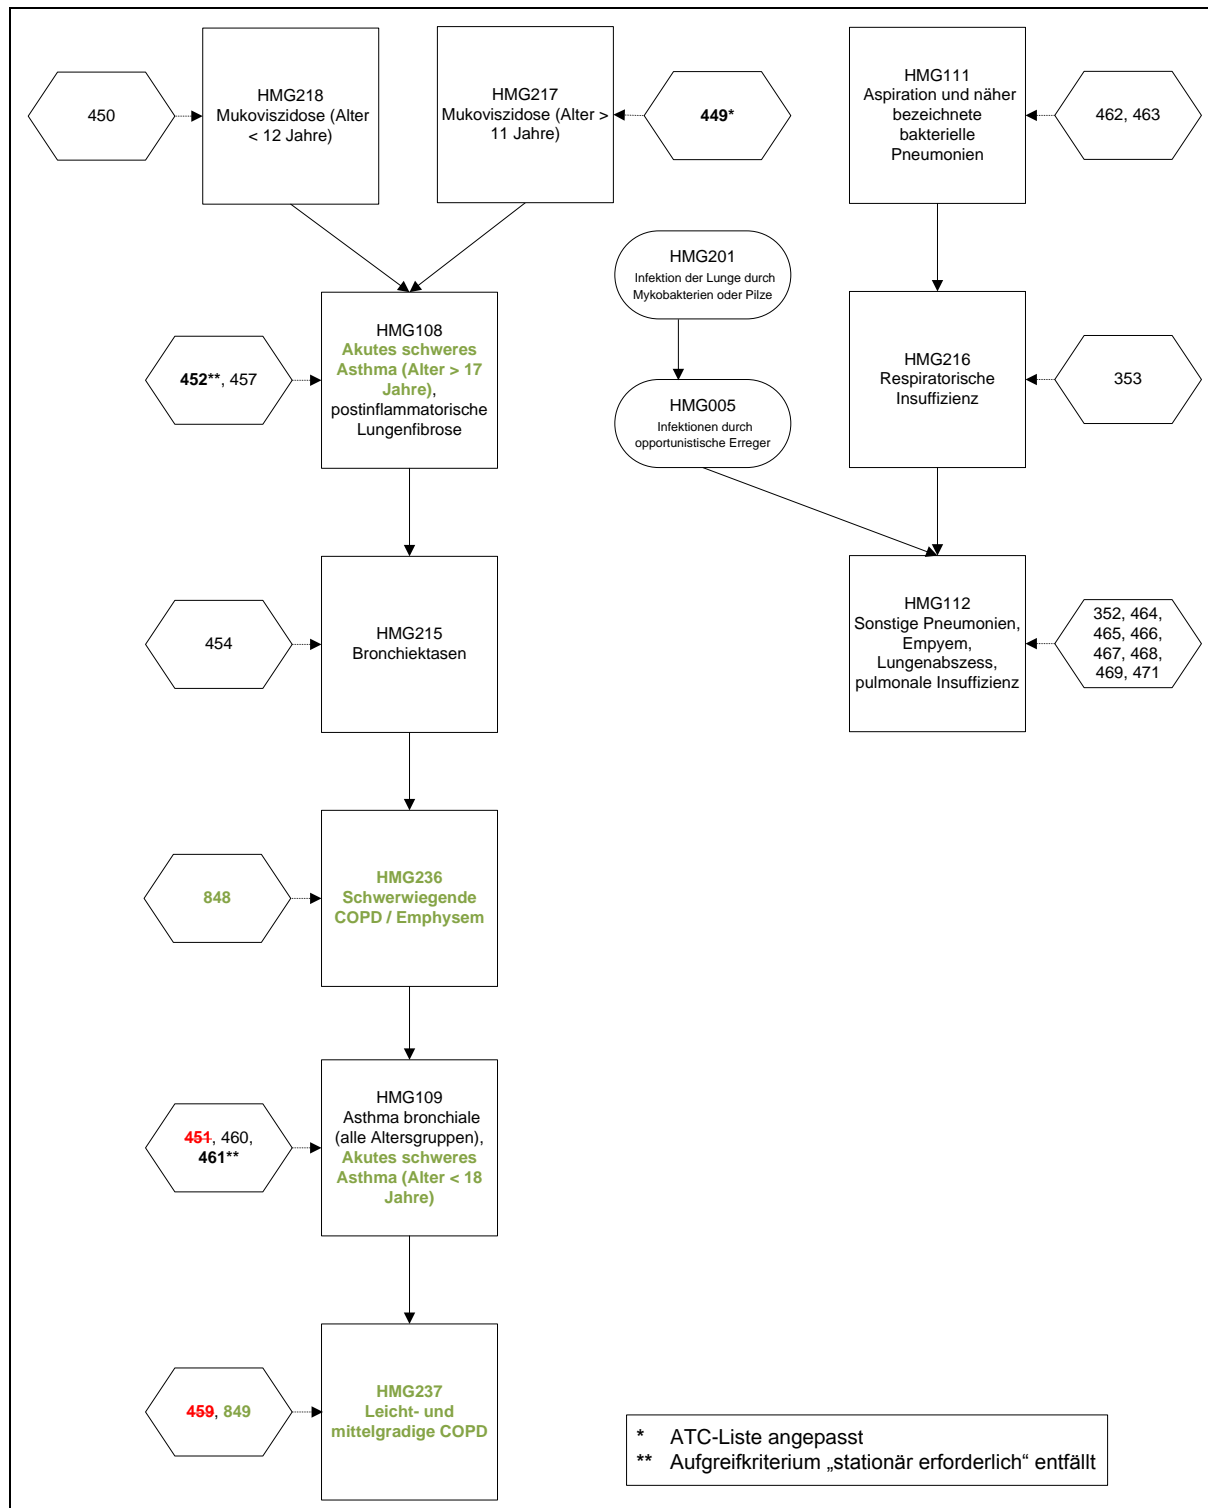 450
HMG218
Mukoviszidose (Alter
< 12 Jahre)
HMG217
Mukoviszidose (Alter >
11 Jahre)
449*
HMG111
Aspiration und näher
bezeichnete
bakterielle
Pneumonien
462, 463
HMG201
Infektion der Lunge durch
Mykobakterien oder Pilze
452**, 457
HMG108
Akutes schweres
Asthma (Alter > 17
Jahre),
postinflammatorische
Lungenfibrose
HMG005
Infektionen durch
opportunistische Erreger
HMG216
Respiratorische
Insuffizienz
353
454
HMG215
Bronchiektasen
HMG112
Sonstige Pneumonien,
Empyem,
Lungenabszess,
pulmonale Insuffizienz
352, 464,
465, 466,
467, 468,
469, 471
848
HMG236
Schwerwiegende
COPD / Emphysem
451, 460,
461**
HMG109
Asthma bronchiale
(alle Altersgruppen),
Akutes schweres
Asthma (Alter < 18
Jahre)
459, 849
HMG237
Leicht- und
mittelgradige COPD
* ATC-Liste angepasst
** Aufgreifkriterium „stationär erforderlich“ entfällt